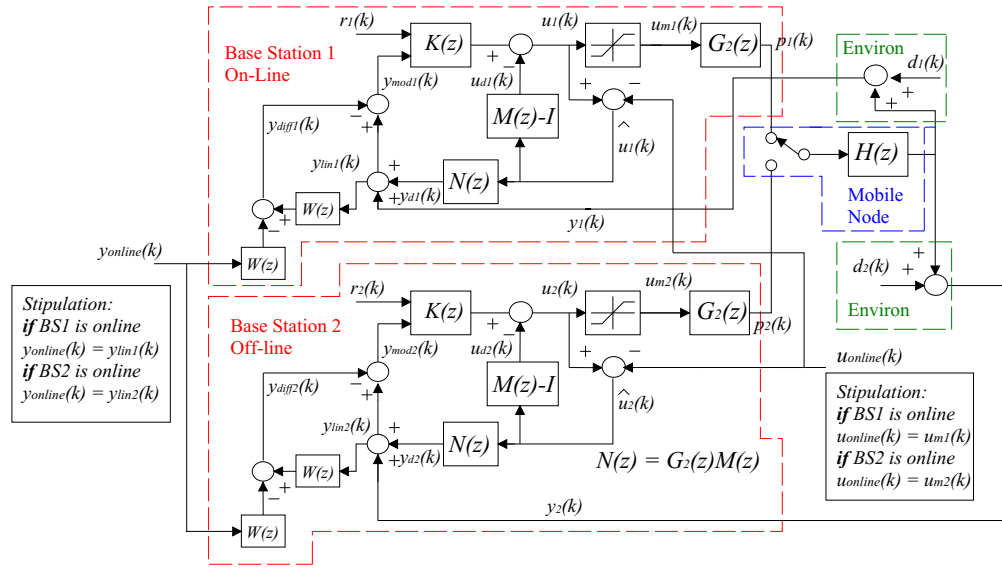 r1(k)
u1(k)
um1(k)
p1(k)
Environ
K(z)
G2(z)
d1(k)
Base Station 1
On-Line
ymod1(k)
ud1(k)
ydiff1(k)
M(z)-I
^
u1(k)
H(z)
ylin1(k)
N(z)
yd1(k)
Mobile
Node
W(z)
y1(k)
yonline(k)
W(z)
d2(k)
r2(k)
u2(k)
um2(k)
Environ
Stipulation:
if BS1 is online
yonline(k) = ylin1(k)
if BS2 is online
yonline(k) = ylin2(k)
Base Station 2
Off-line
K(z)
G2(z)
p2(k)
ymod2(k)
ud2(k)
uonline(k)
ydiff2(k)
M(z)-I
^
u2(k)
Stipulation:
if BS1 is online
uonline(k) = um1(k)
if BS2 is online
uonline(k) = um2(k)
ylin2(k)
N(z)
yd2(k)
N(z) = G2(z)M(z)
W(z)
y2(k)
W(z)